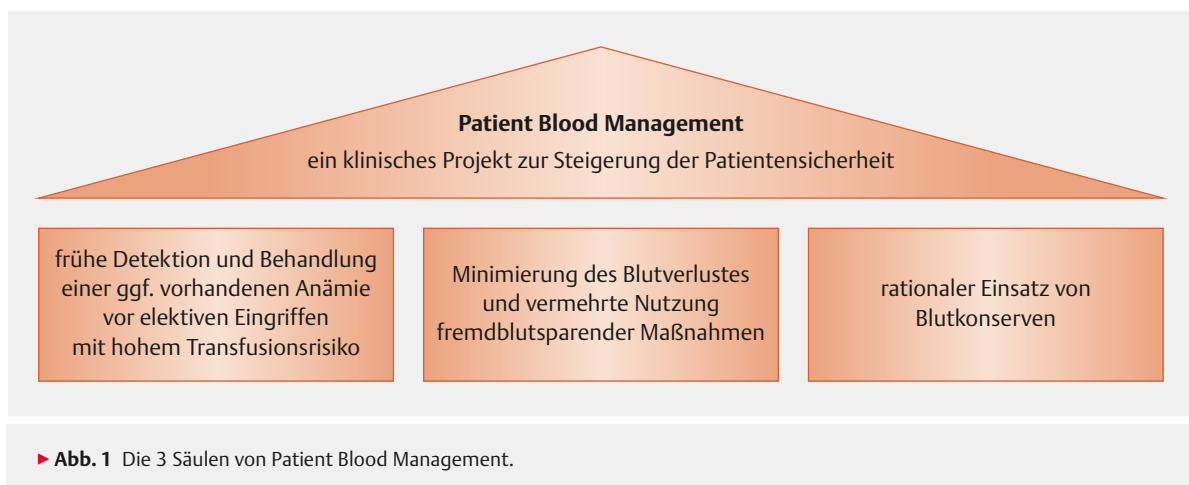 Patient Blood Management
ein klinisches Projekt zur Steigerung der Patientensicherheit
frühe Detektion und Behandlung
einer ggf. vorhandenen Anämie
vor elektiven Eingriffen
mit hohem Transfusionsrisiko
Minimierung des Blutverlustes
und vermehrte Nutzung
fremdblutsparender Maßnahmen
rationaler Einsatz von
Blutkonserven
▶ Abb. 1 Die 3 Säulen von Patient Blood Management.